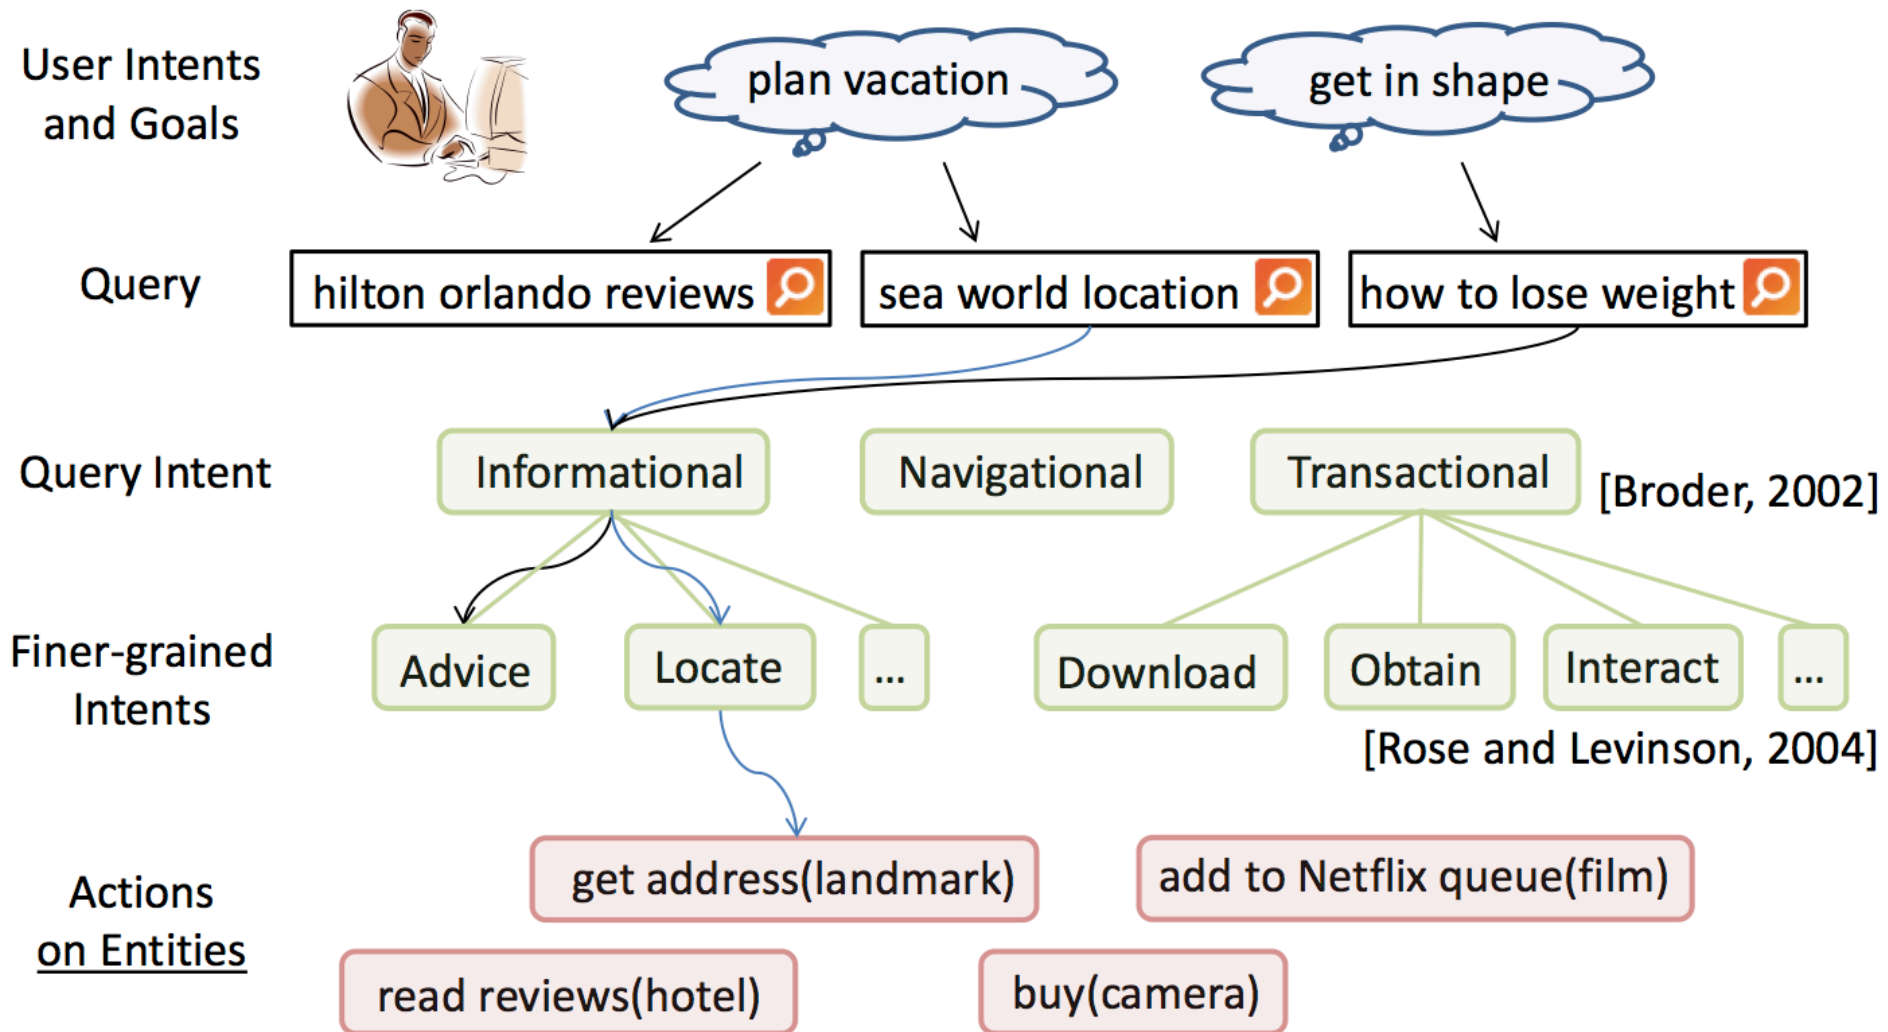 User Intents
and Goals
plan vacation
get in shape
Query
hilton orlando reviews
sea world location
how to lose weight
Query Intent
Informational
Navigational
Transactional
[Broder, 2002]
Finer-grained
Intents
Advice
Locate
...
Download
Obtain
Interact
...
[Rose and Levinson, 2004]
Actions
on Entities
get address(landmark)
add to Netflix queue(film)
read reviews(hotel)
buy(camera)